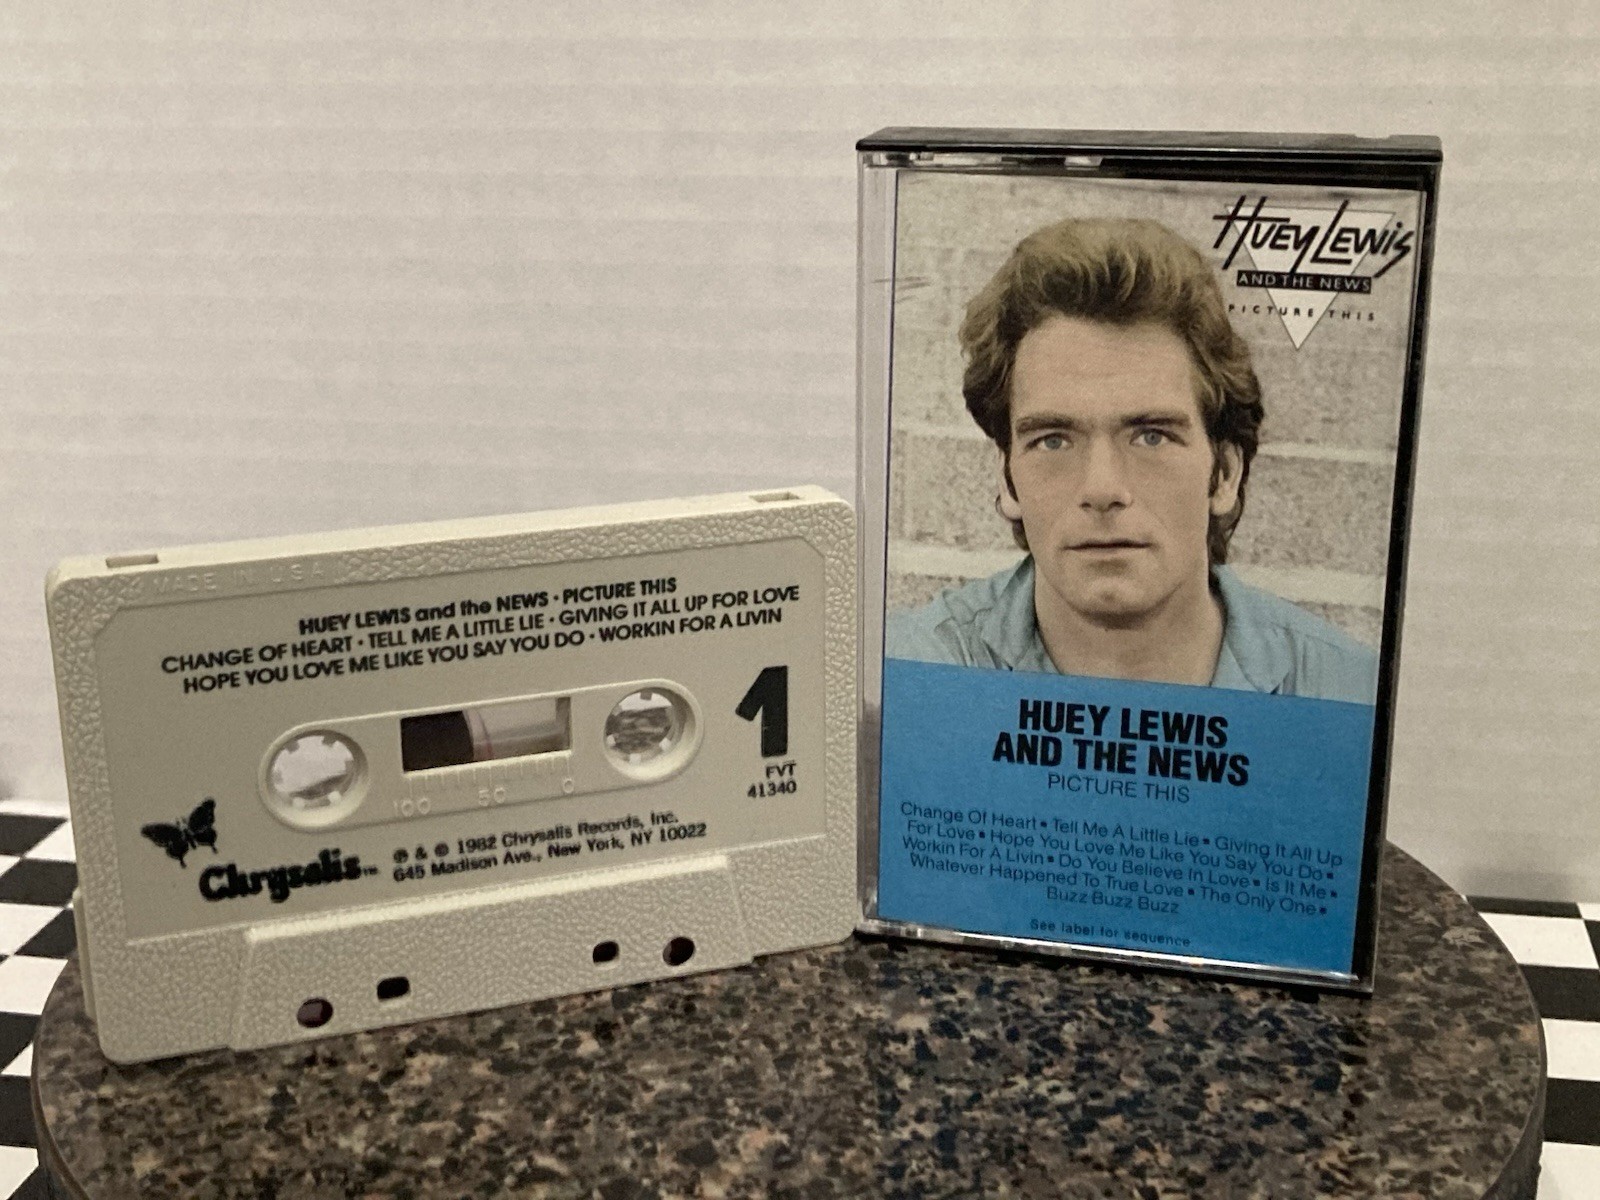 MADE IN U.S.A.
HUEY LEWIS and the NEWS • PICTURE THIS
CHANGE OF HEART • TELL ME A LITTLE LIE • GIVING IT ALL UP FOR LOVE
HOPE YOU LOVE ME LIKE YOU SAY YOU DO • WORKIN FOR A LIVIN
1
FVT
41340
100 50 0
Chrysalis™
℗ & © 1982 Chrysalis Records, Inc.
645 Madison Ave., New York, NY 10022
HUEY LEWIS
AND THE NEWS
PICTURE THIS
HUEY LEWIS
AND THE NEWS
PICTURE THIS
Change Of Heart • Tell Me A Little Lie • Giving It All Up
For Love • Hope You Love Me Like You Say You Do •
Workin For A Livin • Do You Believe In Love • Is It Me •
Whatever Happened To True Love • The Only One •
Buzz Buzz Buzz
See label for sequence